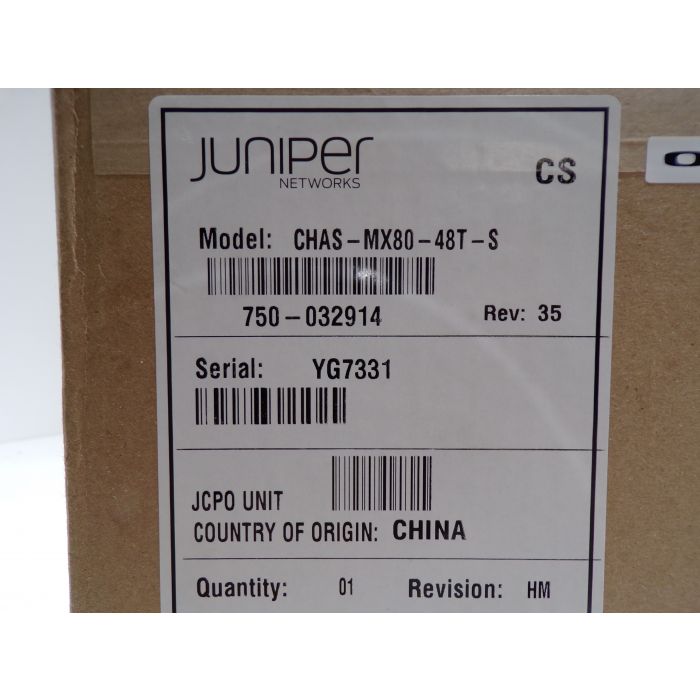 JUNIPER
NETWORKS
CS
Model: CHAS-MX80-48T-S
750-032914 Rev: 35
Serial: YG7331
JCPO UNIT
COUNTRY OF ORIGIN: CHINA
Quantity: 01 Revision: HM